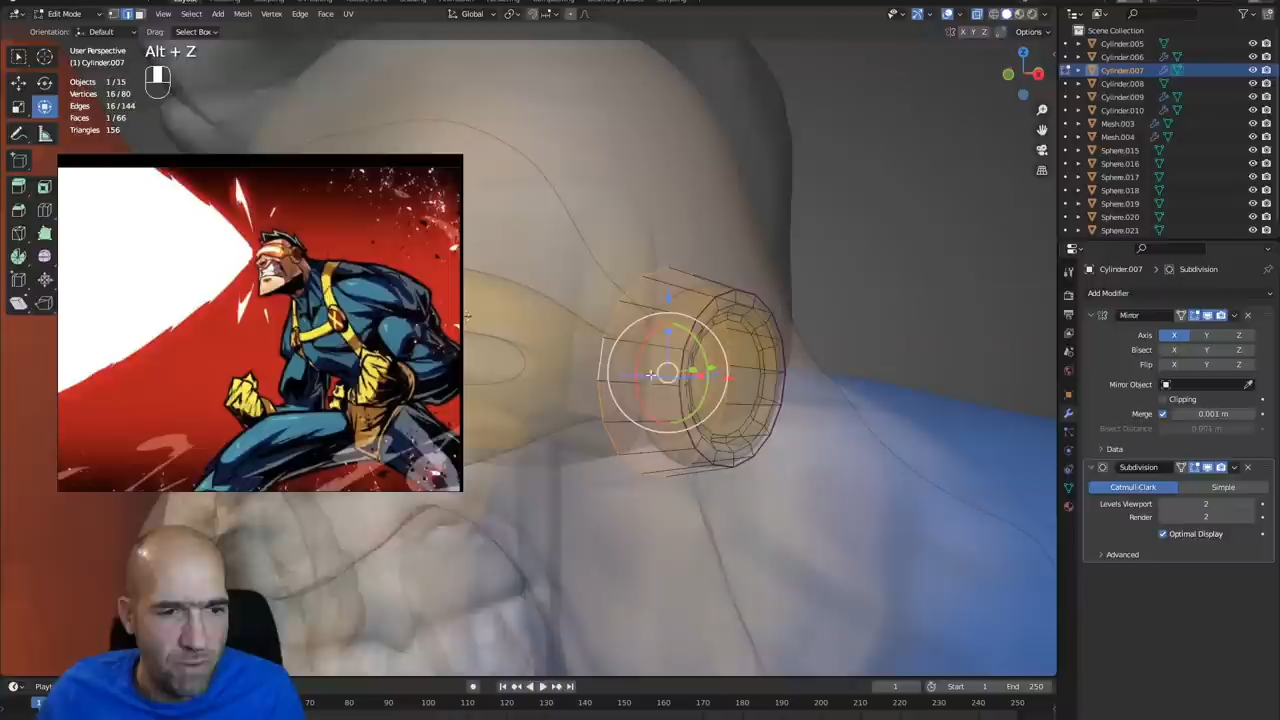 Edit Mode View Select Add Mesh Vertex Edge Face UV Global X Y Z Options
Orientation: Default Drag: Select Box
Alt + Z
User Perspective
(1) Cylinder.007
Objects 1/15
Vertices 16/80
Edges 16/144
Faces 1/66
Triangles 156
Z
Scene Collection
Cylinder.005
Cylinder.006
Cylinder.007
Cylinder.008
Cylinder.009
Cylinder.010
Mesh.003
Mesh.004
Sphere.015
Sphere.016
Sphere.017
Sphere.018
Sphere.019
Sphere.020
Sphere.021
Cylinder.007 Subdivision
Add Modifier
Mirror
Axis X Y Z
Bisect X Y Z
Flip X Y Z
Mirror Object
Clipping
Merge 0.001 m
Bisect Distance 0.001 m
Data
Subdivision
Catmull-Clark Simple
Levels Viewport 2
Render 2
Optimal Display
Advanced
1 Start 1 End 250
70 80 90 100 110 120 130 140 150 160 170 180 190 200 210 220 230 240 250